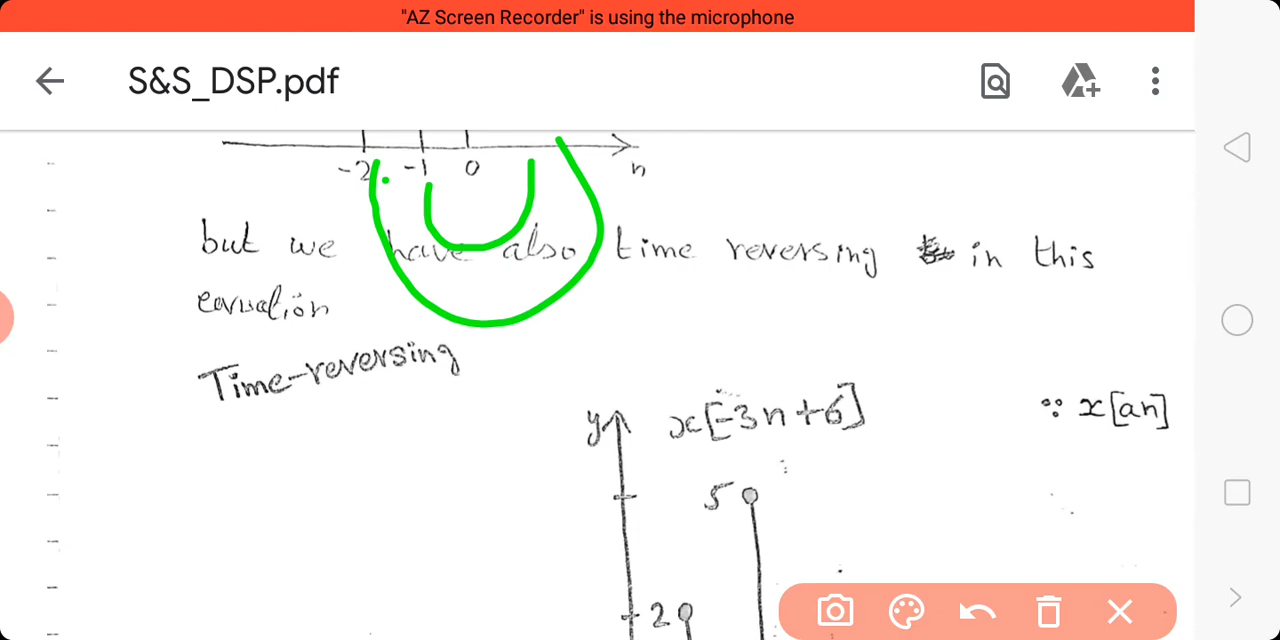 "AZ Screen Recorder" is using the microphone
S&S_DSP.pdf
-2 -1 0 n
but we have also time reversing in this
equation
Time-reversing
y x[-3n+6] ∵ x[an]
5
2